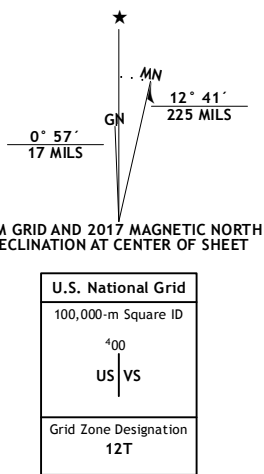 ★
MN
GN
12° 41´
225 MILS
0° 57´
17 MILS
M GRID AND 2017 MAGNETIC NORTH
ECLINATION AT CENTER OF SHEET
U.S. National Grid
100,000-m Square ID
⁴00
US VS
Grid Zone Designation
12T